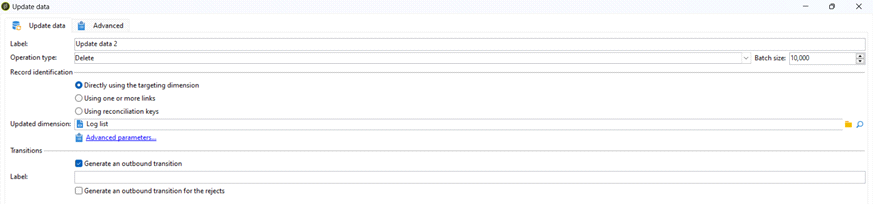 Update data
Update data Advanced
Label: Update data 2
Operation type: Delete Batch size: 10,000
Record identification
Directly using the targeting dimension
Using one or more links
Using reconciliation keys
Updated dimension: Log list
Advanced parameters...
Transitions
Generate an outbound transition
Label:
Generate an outbound transition for the rejects